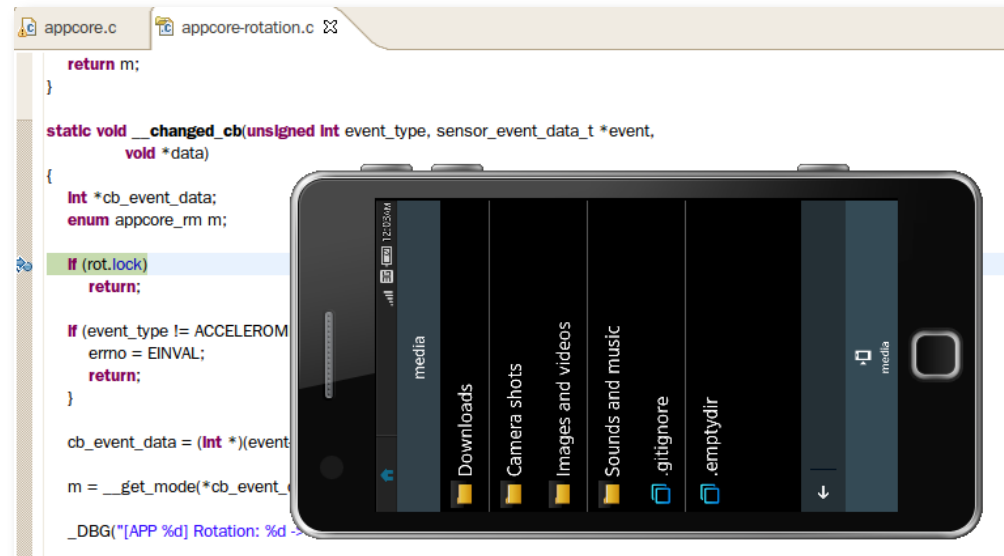 appcore.c
appcore-rotation.c
return m;
}
static void __changed_cb(unsigned int event_type, sensor_event_data_t *event,
void *data)
{
int *cb_event_data;
enum appcore_rm m;
if (rot.lock)
return;
if (event_type != ACCELEROM
errno = EINVAL;
return;
}
cb_event_data = (int *)(event
m = __get_mode(*cb_event_
_DBG("[APP %d] Rotation: %d -
12:03AM
media
Downloads
Camera shots
Images and videos
Sounds and music
.gitignore
.emptydir
media